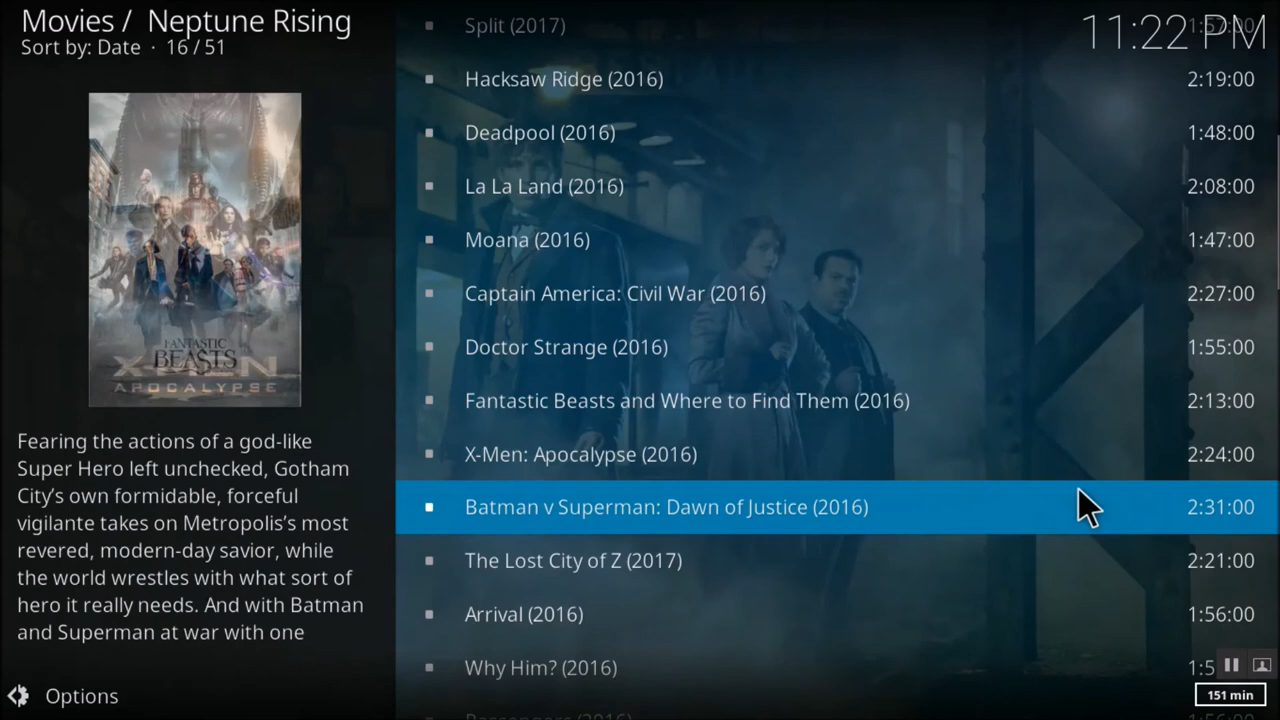 Movies / Neptune Rising
Sort by: Date · 16 / 51
11:22 PM
Split (2017)
Hacksaw Ridge (2016) 2:19:00
Deadpool (2016) 1:48:00
La La Land (2016) 2:08:00
Moana (2016) 1:47:00
Captain America: Civil War (2016) 2:27:00
Doctor Strange (2016) 1:55:00
Fantastic Beasts and Where to Find Them (2016) 2:13:00
X-Men: Apocalypse (2016) 2:24:00
Batman v Superman: Dawn of Justice (2016) 2:31:00
The Lost City of Z (2017) 2:21:00
Arrival (2016) 1:56:00
Why Him? (2016) 1:5
FANTASTIC
BEASTS
X-MEN
APOCALYPSE
Fearing the actions of a god-like
Super Hero left unchecked, Gotham
City's own formidable, forceful
vigilante takes on Metropolis's most
revered, modern-day savior, while
the world wrestles with what sort of
hero it really needs. And with Batman
and Superman at war with one
Options
151 min